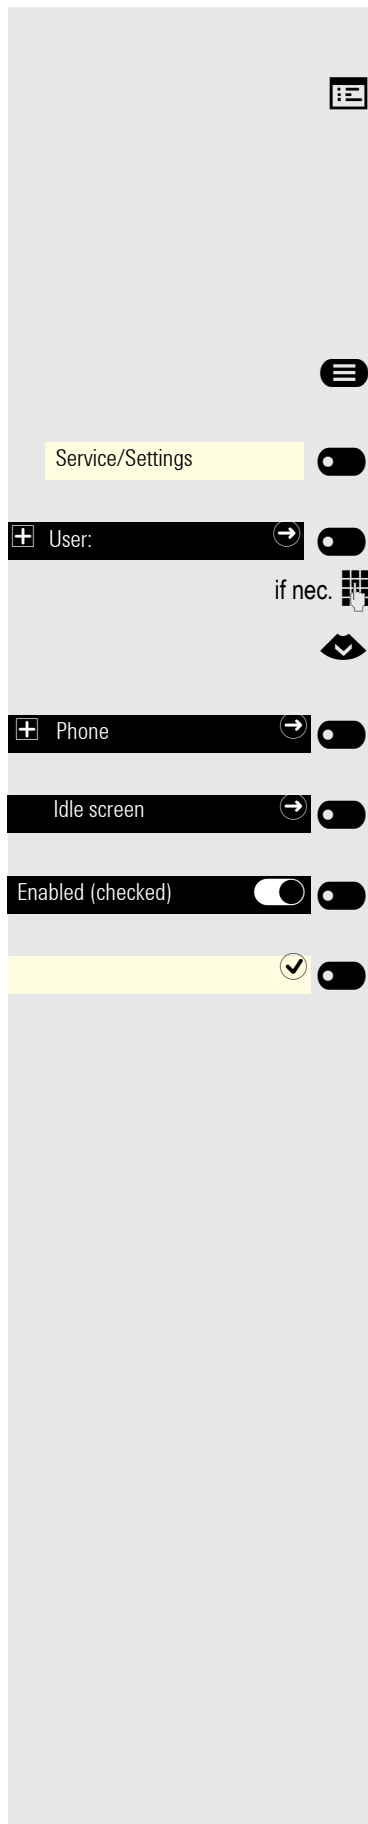 Service/Settings
User:
if nec.
Phone
Idle screen
Enabled (checked)